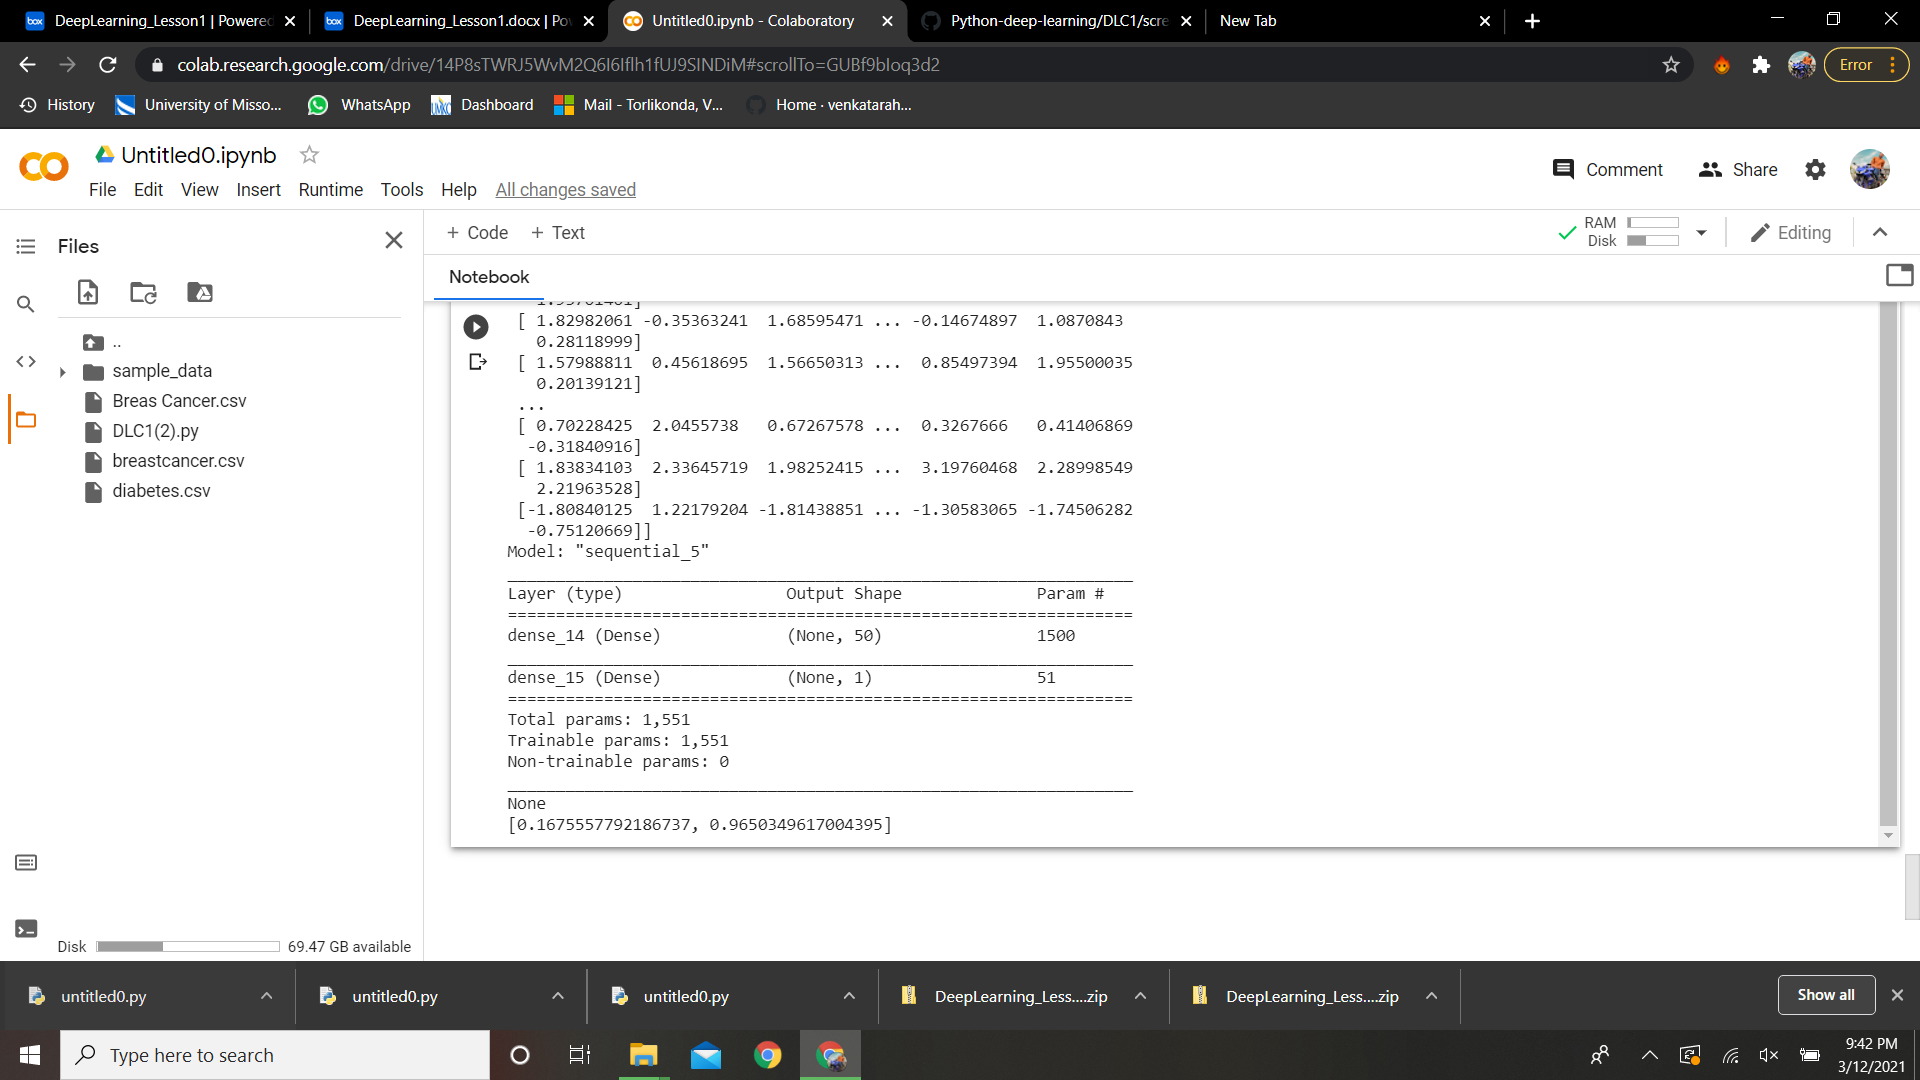 DeepLearning_Lesson1 | Powered
DeepLearning_Lesson1.docx | Po
Untitled0.ipynb - Colaboratory
Python-deep-learning/DLC1/scre
New Tab
colab.research.google.com/drive/14P8sTWRJ5WvM2Q6I6Iflh1fUJ9SINDiM#scrollTo=GUBf9bIoq3d2
Error
History
University of Misso...
WhatsApp
Dashboard
Mail - Torlikonda, V...
Home · venkatarah...
Untitled0.ipynb
File Edit View Insert Runtime Tools Help All changes saved
Comment
Share
Files
+ Code + Text
RAM
Disk
Editing
Notebook
..
sample_data
Breas Cancer.csv
DLC1(2).py
breastcancer.csv
diabetes.csv
[ 1.82982061 -0.35363241 1.68595471 ... -0.14674897 1.0870843
0.28118999]
[ 1.57988811 0.45618695 1.56650313 ... 0.85497394 1.95500035
0.20139121]
...
[ 0.70228425 2.0455738 0.67267578 ... 0.3267666 0.41406869
-0.31840916]
[ 1.83834103 2.33645719 1.98252415 ... 3.19760468 2.28998549
2.21963528]
[-1.80840125 1.22179204 -1.81438851 ... -1.30583065 -1.74506282
-0.75120669]]
Model: "sequential_5"
Layer (type) Output Shape Param #
dense_14 (Dense) (None, 50) 1500
dense_15 (Dense) (None, 1) 51
Total params: 1,551
Trainable params: 1,551
Non-trainable params: 0
None
[0.1675557792186737, 0.9650349617004395]
Disk
69.47 GB available
untitled0.py
untitled0.py
untitled0.py
DeepLearning_Less....zip
DeepLearning_Less....zip
Show all
Type here to search
9:42 PM
3/12/2021